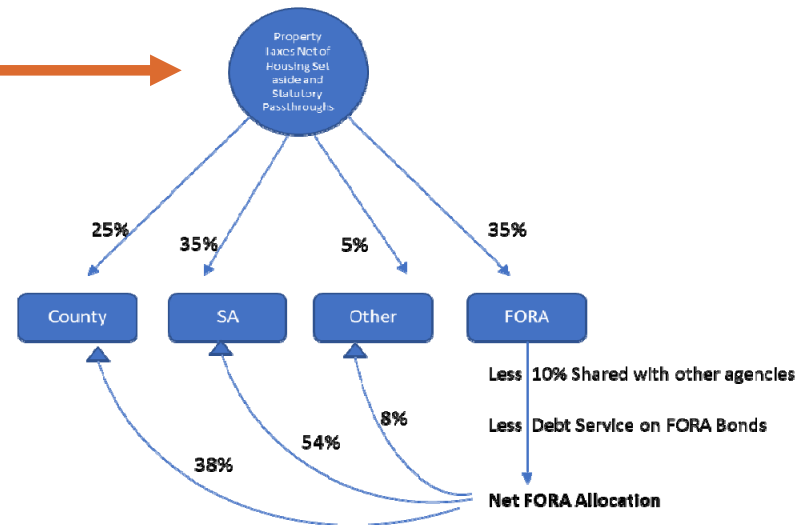 Property
Taxes Net of
Housing Set
aside and
Statutory
Passthroughs
25%
35%
5%
35%
County
SA
Other
FORA
Less 10% Shared with other agencies
8%
Less Debt Service on FORA Bonds
54%
38%
Net FORA Allocation